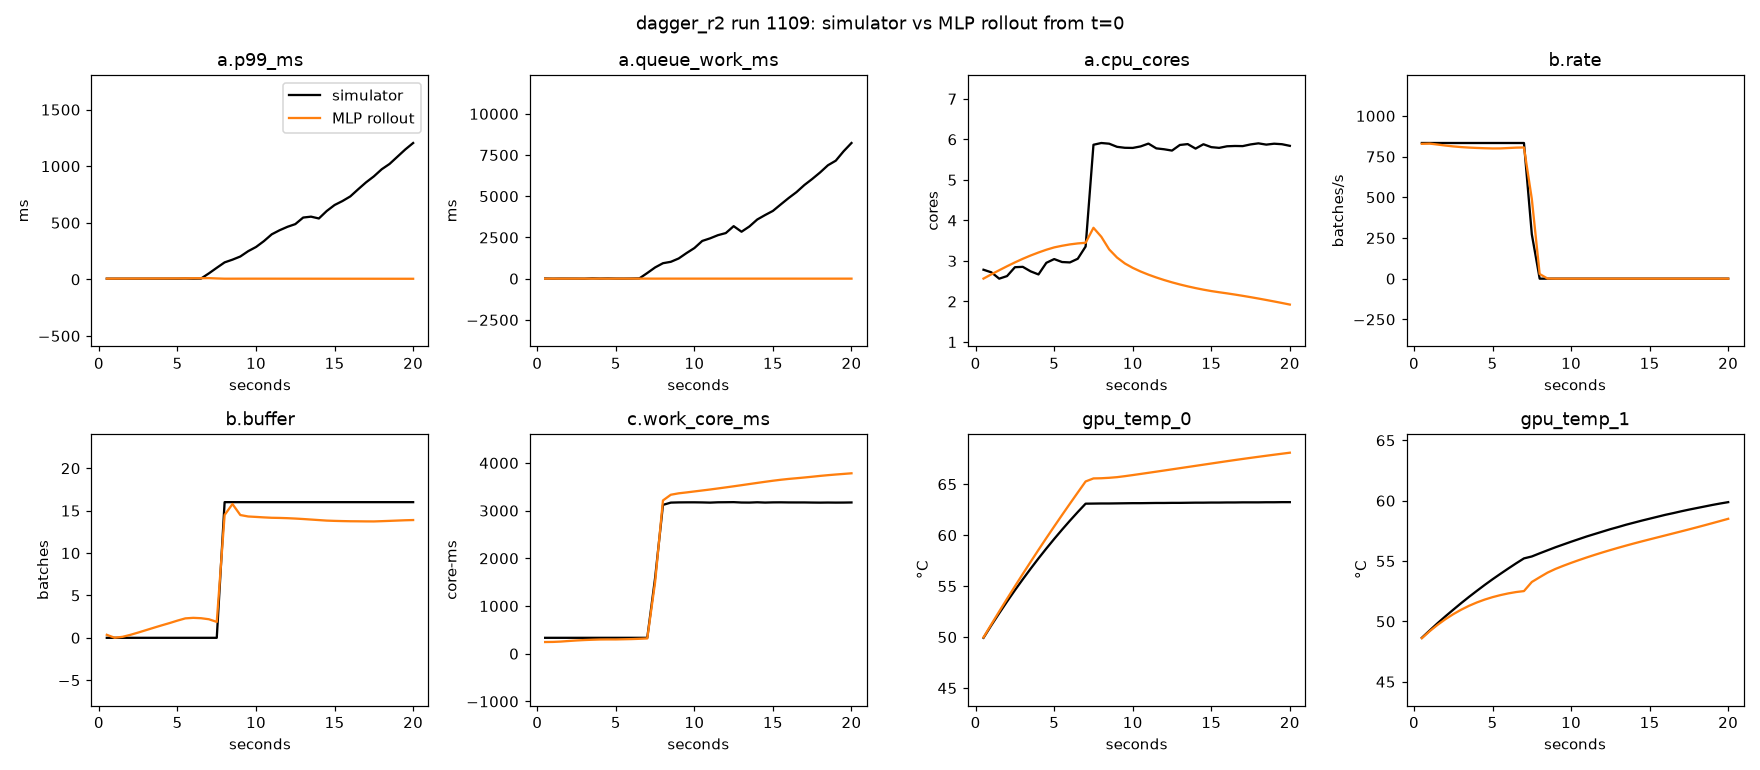 dagger_r2 run 1109: simulator vs MLP rollout from t=0
a.p99_ms
1500
1000
500
0
−500
ms
0 5 10 15 20
seconds
simulator
MLP rollout
a.queue_work_ms
10000
7500
5000
2500
0
−2500
ms
0 5 10 15 20
seconds
a.cpu_cores
7
6
5
4
3
2
1
cores
0 5 10 15 20
seconds
b.rate
1000
750
500
250
0
−250
batches/s
0 5 10 15 20
seconds
b.buffer
20
15
10
5
0
−5
batches
0 5 10 15 20
seconds
c.work_core_ms
4000
3000
2000
1000
0
−1000
core-ms
0 5 10 15 20
seconds
gpu_temp_0
65
60
55
50
45
°C
0 5 10 15 20
seconds
gpu_temp_1
65
60
55
50
45
°C
0 5 10 15 20
seconds